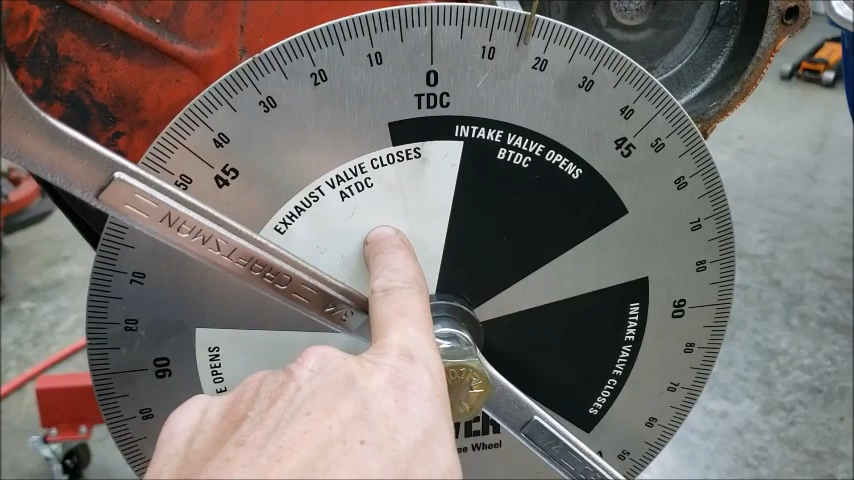 0
TDC
10
20
30
40
45
50
10
20
30
40
45
50
60
70
80
90
80
70
60
50
70
80
90
80
INTAKE VALVE OPENS
BTDC
EXHAUST VALVE CLOSES
ATDC
INTAKE VALVE CLOSES
OPENS
CRAFTSMAN
3/4
ee Wheel